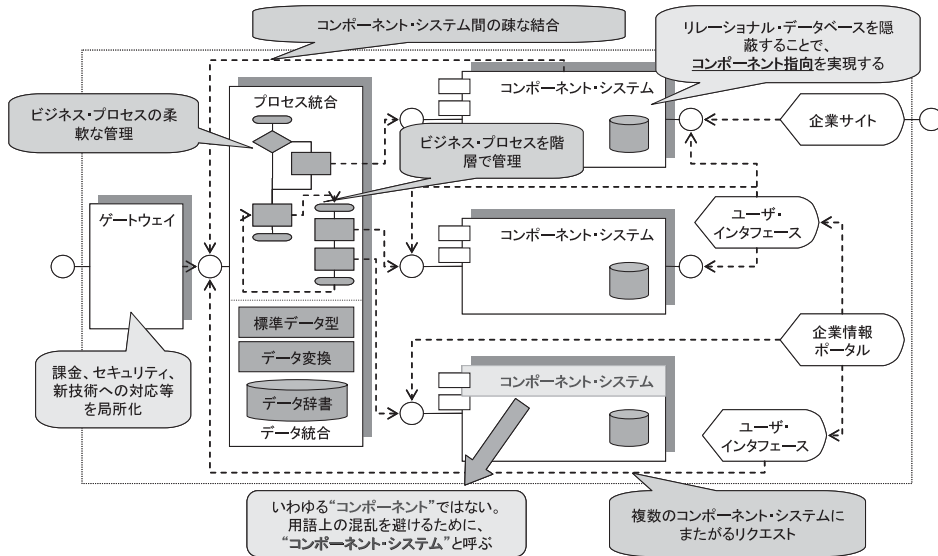 コンポーネント・システム間の疎な結合
リレーショナル・データベースを隠
蔽することで、
コンポーネント指向を実現する
プロセス統合
コンポーネント・システム
企業サイト
ビジネス・プロセスの柔
軟な管理
ビジネス・プロセスを階
層で管理
ゲートウェイ
コンポーネント・システム
ユーザ・
インタフェース
標準データ型
データ変換
データ辞書
データ統合
企業情報
ポータル
課金、セキュリティ、
新技術への対応等
を局所化
コンポーネント・システム
ユーザ・
インタフェース
いわゆる“コンポーネント”ではない。
用語上の混乱を避けるために、
“コンポーネント・システム”と呼ぶ
複数のコンポーネント・システムに
またがるリクエスト